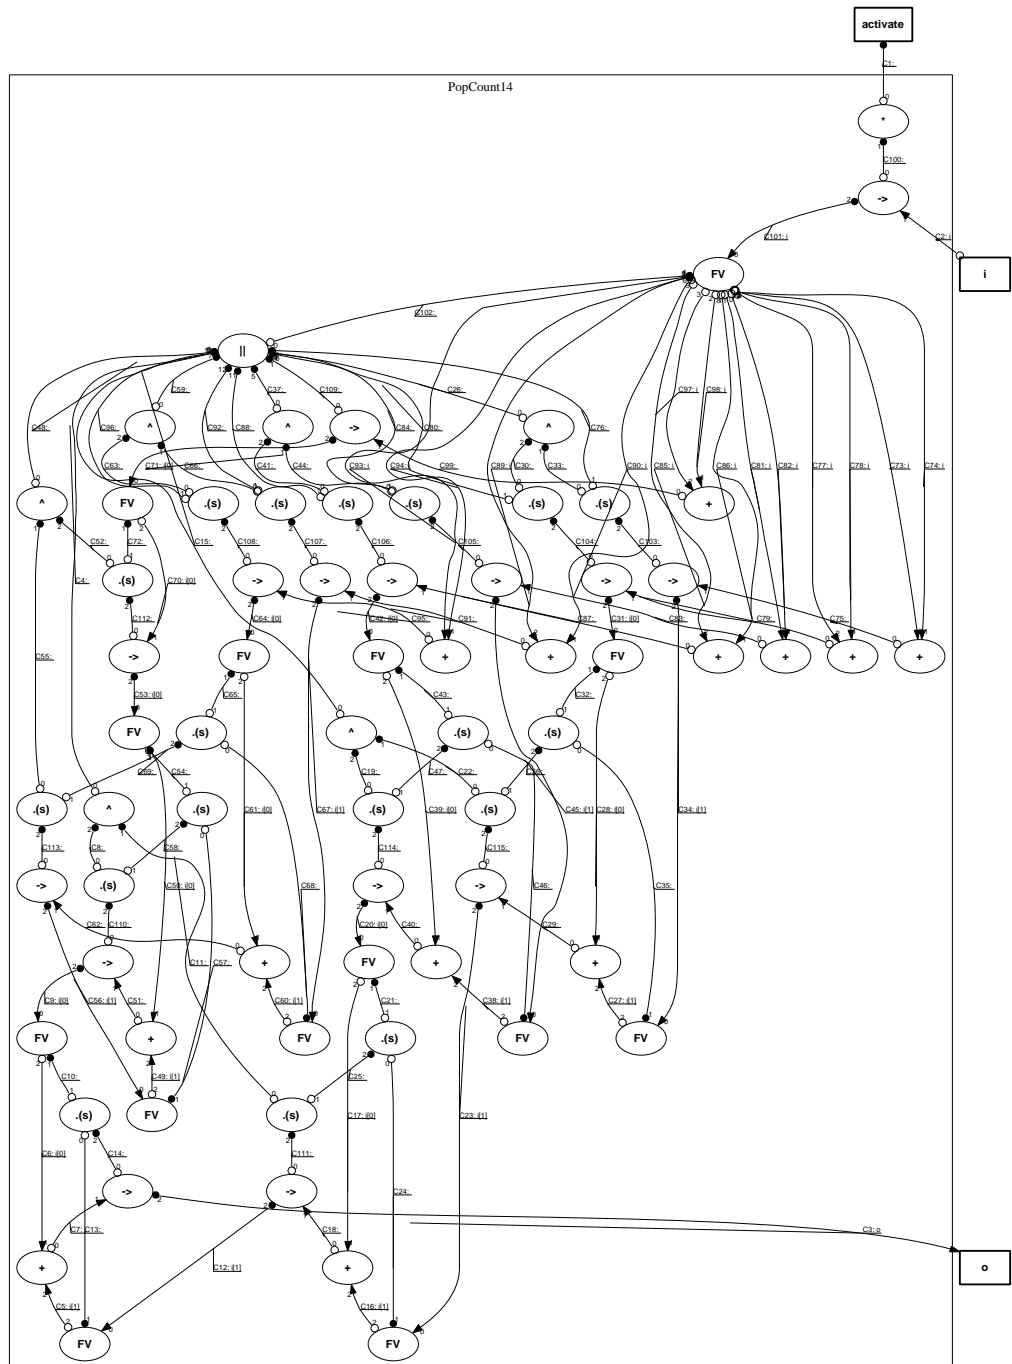 activate
C1:
PopCount14
*
C100:
->
C101: i
C2: i
FV
i
C102:
||
C59:
C37:
C109:
C26:
C97: i
C98: i
C48:
C96:
^
C92:
C88:
^
->
C84:
C80:
^
C76:
C63:
C71: i[0]
C66:
C41:
C44:
C93: i
C94: i
C99:
C30:
C33:
C89: i
C90: i
C85: i
C86: i
C81: i
C82: i
C77: i
C78: i
C73: i
C74: i
^
FV
.(s)
.(s)
.(s)
.(s)
.(s)
.(s)
+
C52:
C72:
C15:
C108:
C107:
C106:
C105:
C104:
C103:
.(s)
C4:
C70: i[0]
->
->
->
->
->
->
C112:
C64: i[0]
C95:
C42: i[0]
C91:
C31: i[0]
C87:
C83:
C79:
C75:
C55:
->
FV
FV
+
+
FV
+
+
+
+
C53: i[0]
C65:
C43:
C32:
FV
.(s)
^
.(s)
.(s)
C69:
C54:
C19:
C47:
C22:
.(s)
^
.(s)
C61: i[0]
C67: i[1]
.(s)
C39: i[0]
.(s)
C45: i[1]
C28: i[0]
C34: i[1]
C113:
C8:
C58:
C114:
C115:
->
.(s)
C50: i[0]
C68:
->
->
C46:
C35:
C62:
C110:
C20: i[0]
C40:
C29:
->
C11:
C57:
+
FV
+
+
C9: i[0]
C56: i[1]
C51:
C60: i[1]
C21:
C38: i[1]
C27: i[1]
FV
+
FV
.(s)
FV
FV
C10:
C49: i[1]
C25:
.(s)
FV
.(s)
C17: i[0]
C23: i[1]
C6: i[0]
C14:
C111:
->
->
C24:
C7:
C13:
C18:
C3: o
+
C12: i[1]
+
o
C5: i[1]
C16: i[1]
FV
FV